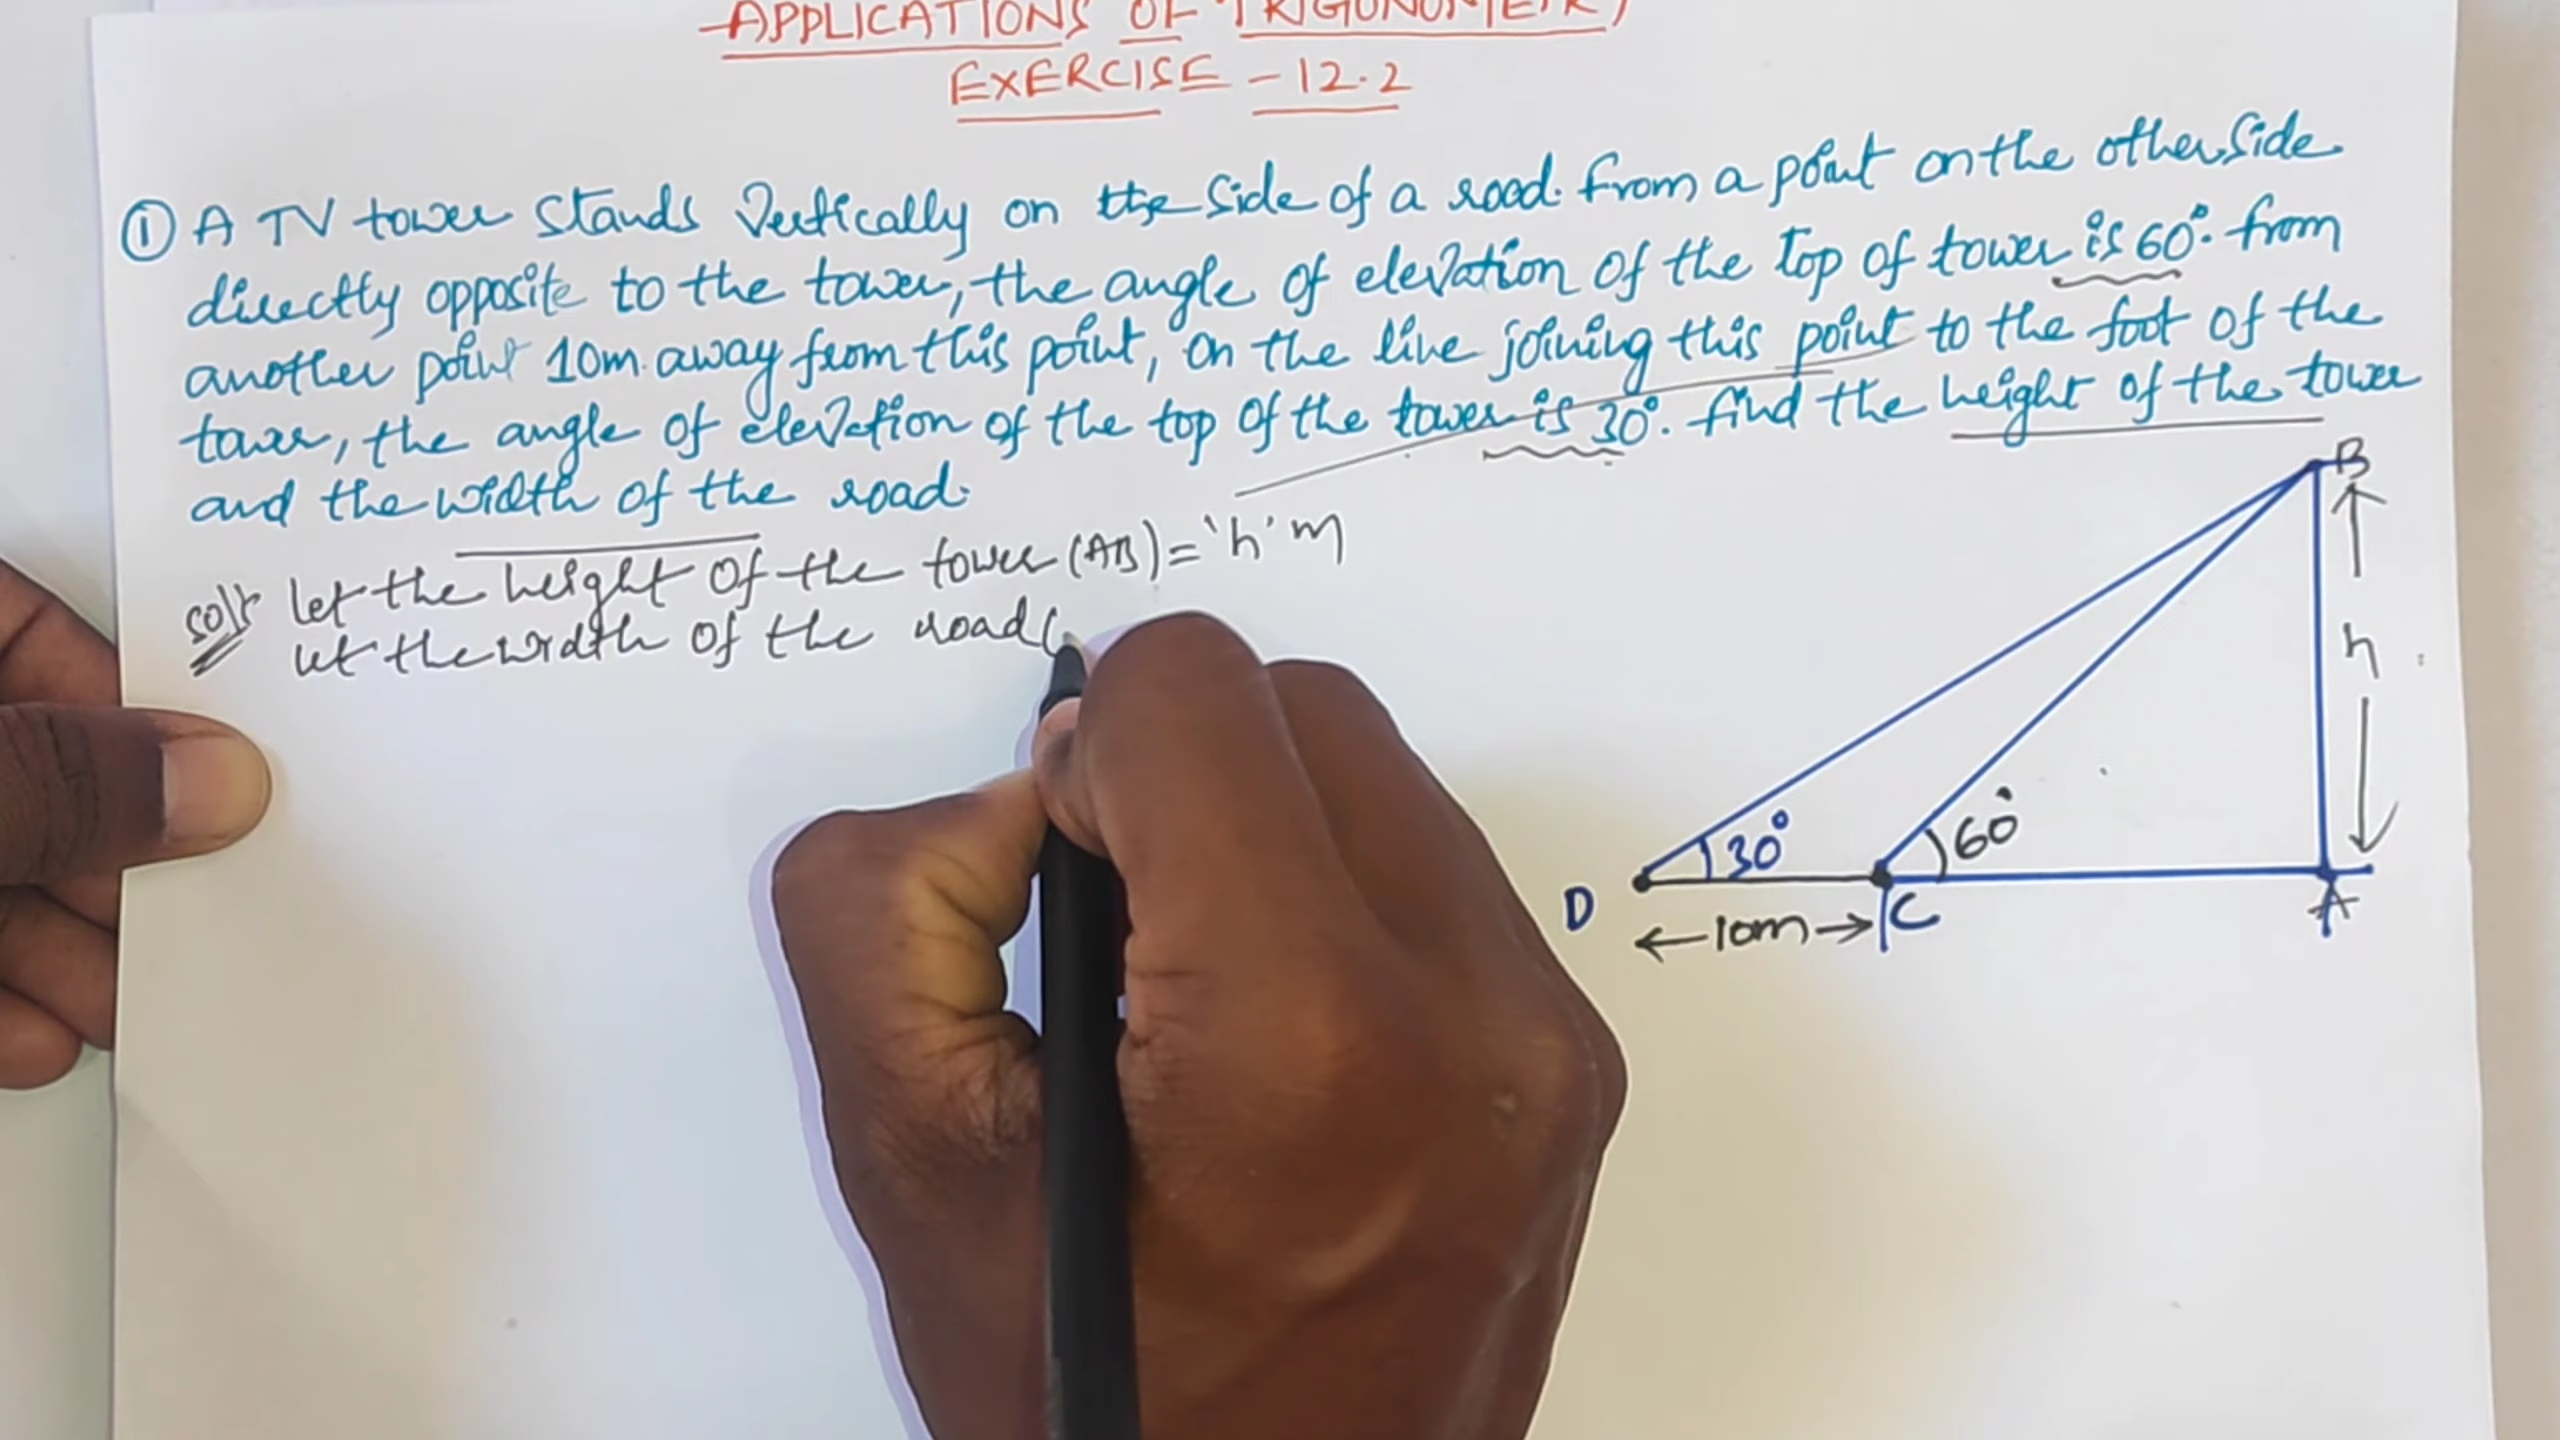 APPLICATIONS OF TRIGONOMETRY
EXERCISE - 12.2
① A TV tower stands Vertically on the side of a road. from a point on the other side
directly opposite to the tower, the angle of elevation of the top of tower is 60°. from
another point 10m away from this point, on the line joining this point to the foot of the
tower, the angle of elevation of the top of the tower is 30°. find the height of the tower
and the width of the road.
Let the height of the tower (AB) = 'h' m
let the width of the road (
B
h
30°
60°
D
C
A
10m